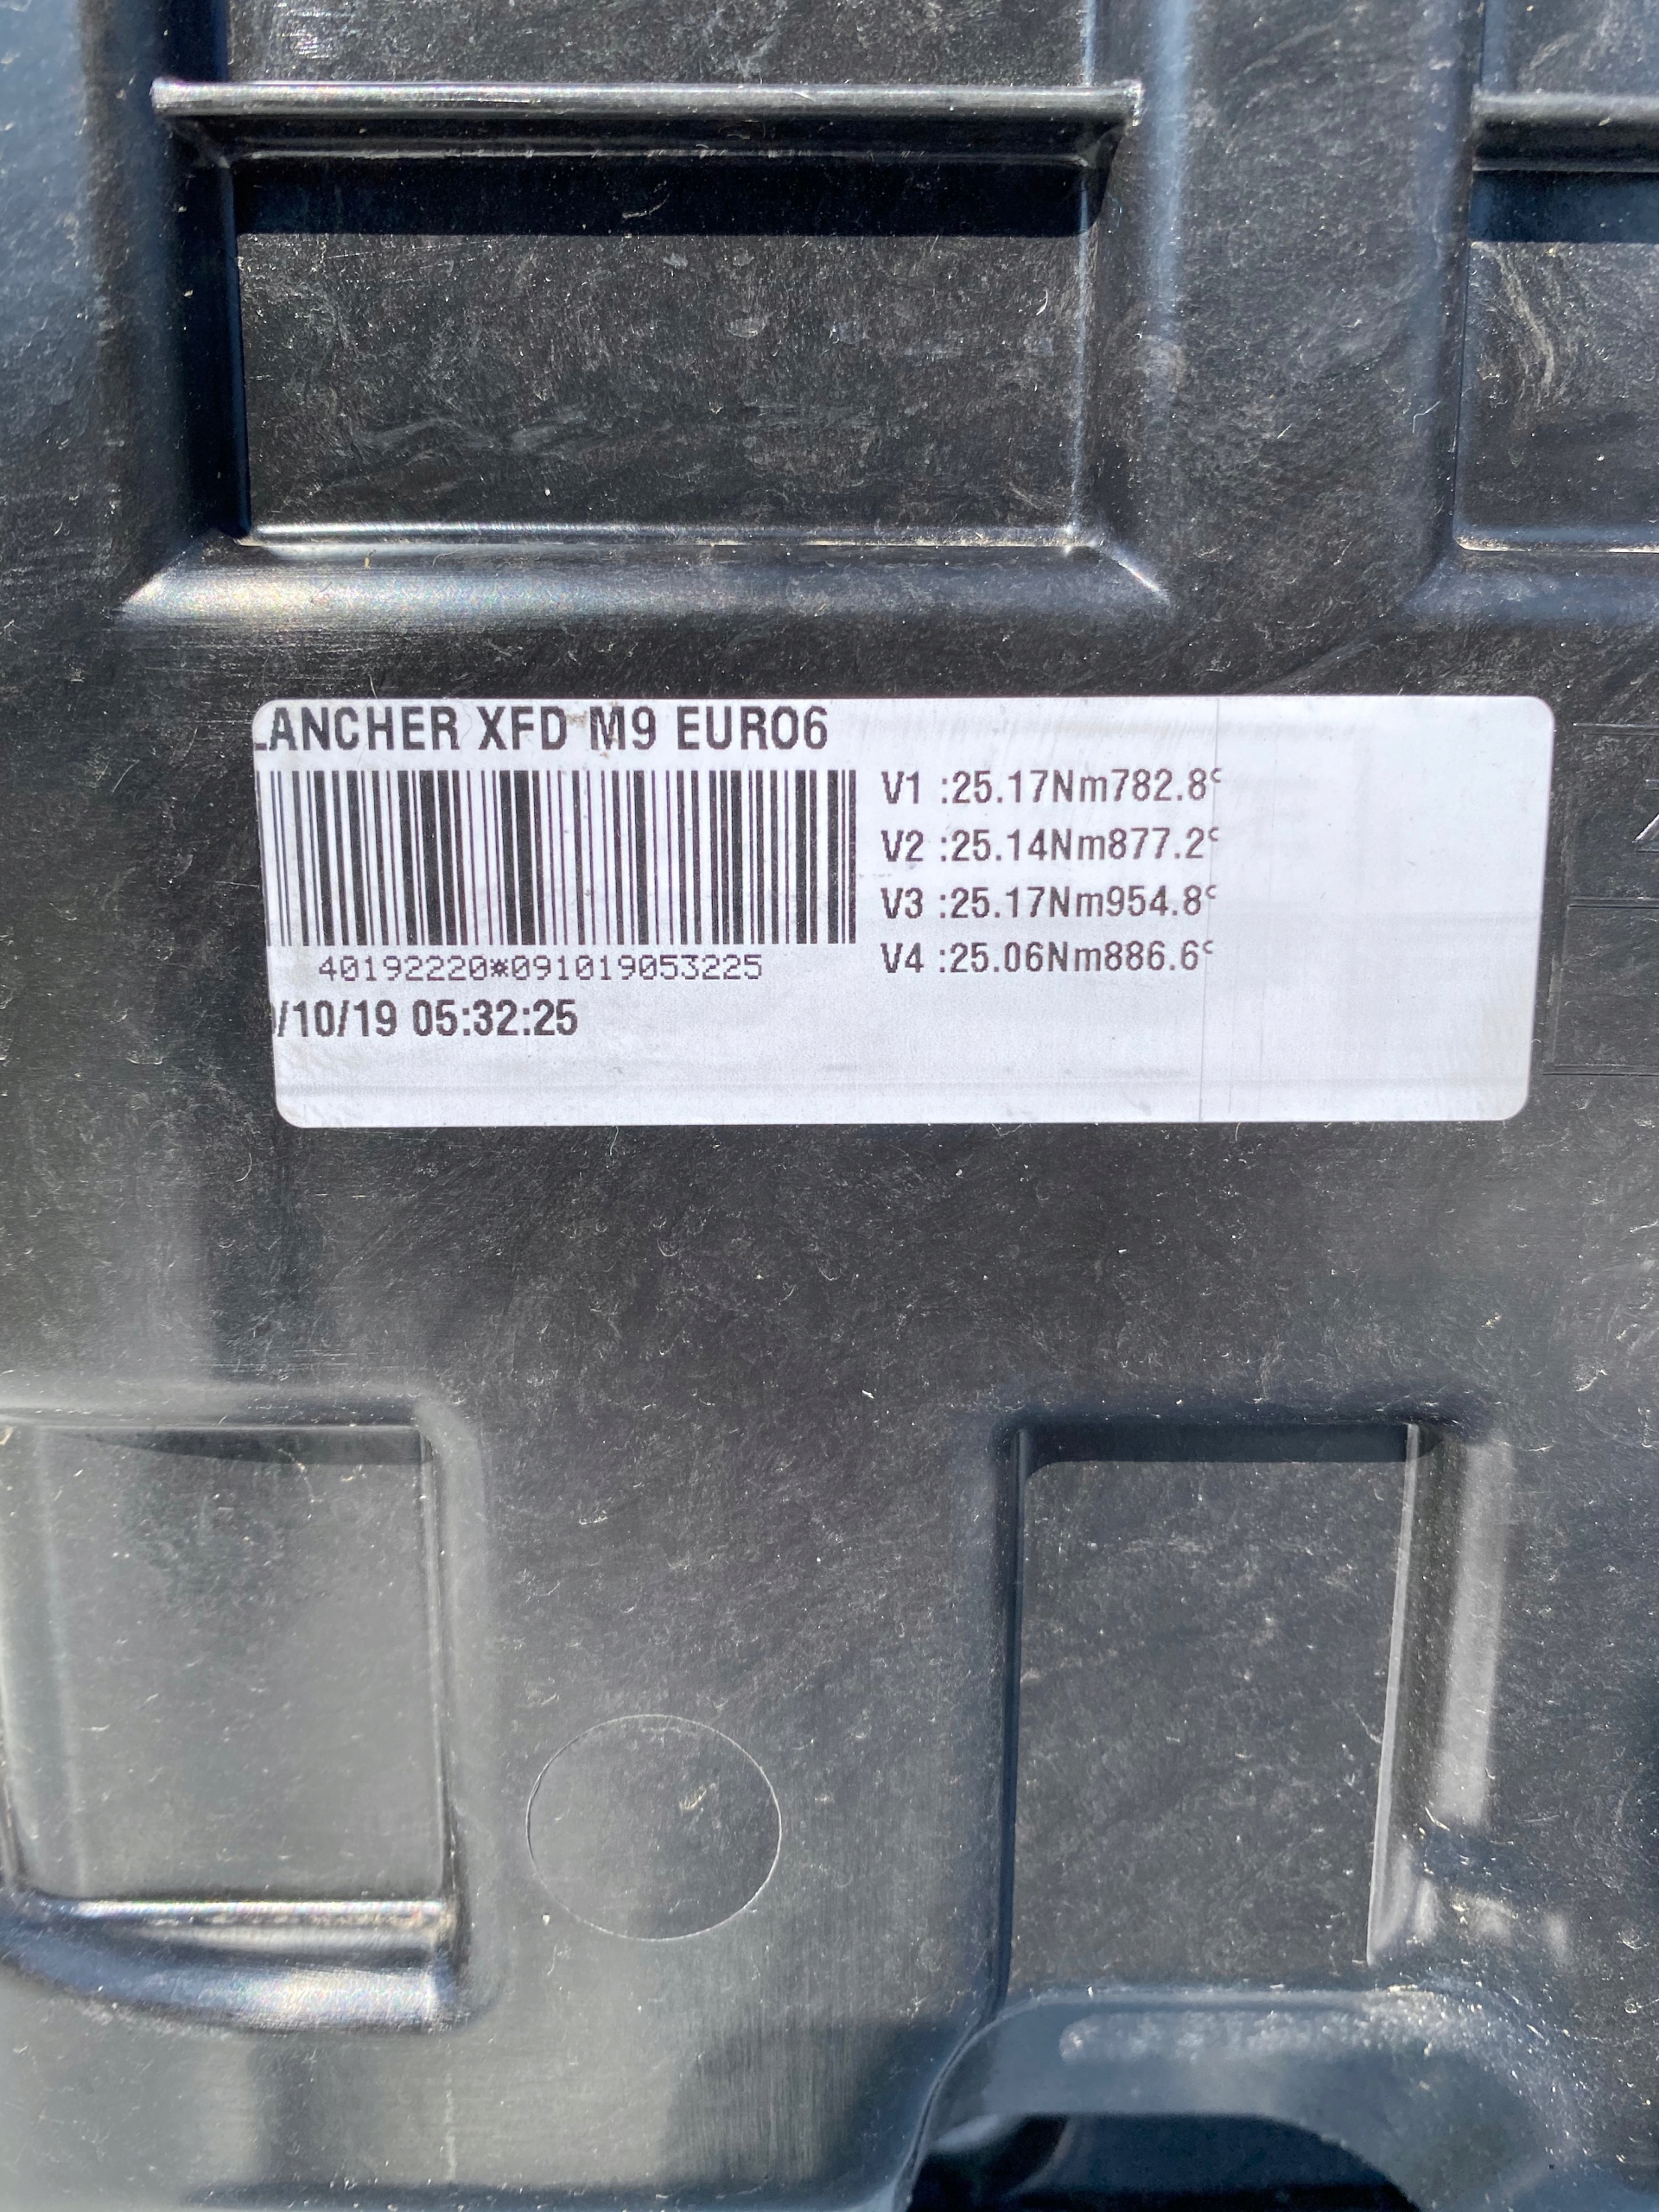 LANCHER XFD M9 EURO6
V1 :25.17Nm782.8°
V2 :25.14Nm877.2°
V3 :25.17Nm954.8°
V4 :25.06Nm886.6°
40192220*091019053225
/10/19 05:32:25